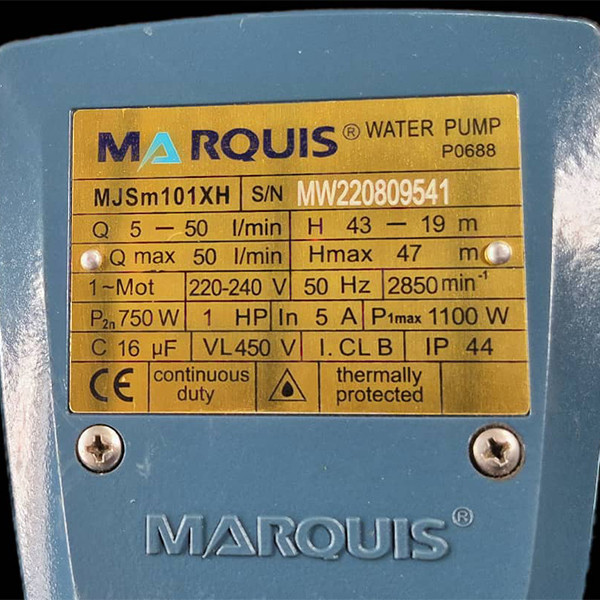 MARQUIS® WATER PUMP
P0688
MJSm101XH S/N MW220809541
Q 5 – 50 l/min H 43 – 19 m
Q max 50 l/min Hmax 47 m
1~Mot 220-240 V 50 Hz 2850 min-1
P2n 750 W 1 HP In 5 A P1max 1100 W
C 16 µF VL 450 V I. CL B IP 44
CE continuous duty thermally protected
MARQUIS®